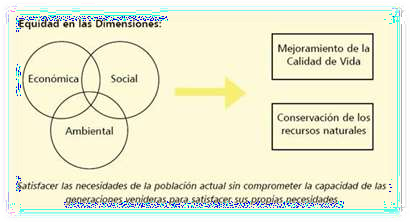 Equidad en las Dimensiones:
Económica
Social
Ambiental
Mejoramiento de la
Calidad de Vida
Conservación de los
recursos naturales
Satisfacer las necesidades de la población actual sin comprometer la capacidad de las
generaciones venideras para satisfacer sus propias necesidades